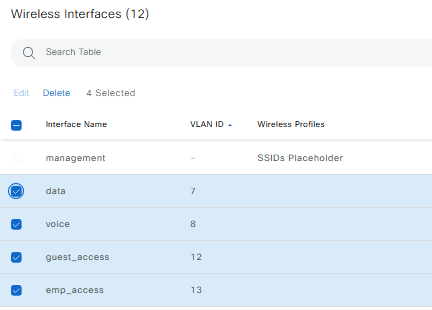 Wireless Interfaces (12)
Search Table
Edit Delete 4 Selected
Interface Name VLAN ID Wireless Profiles
management - SSIDs Placeholder
data 7
voice 8
guest_access 12
emp_access 13